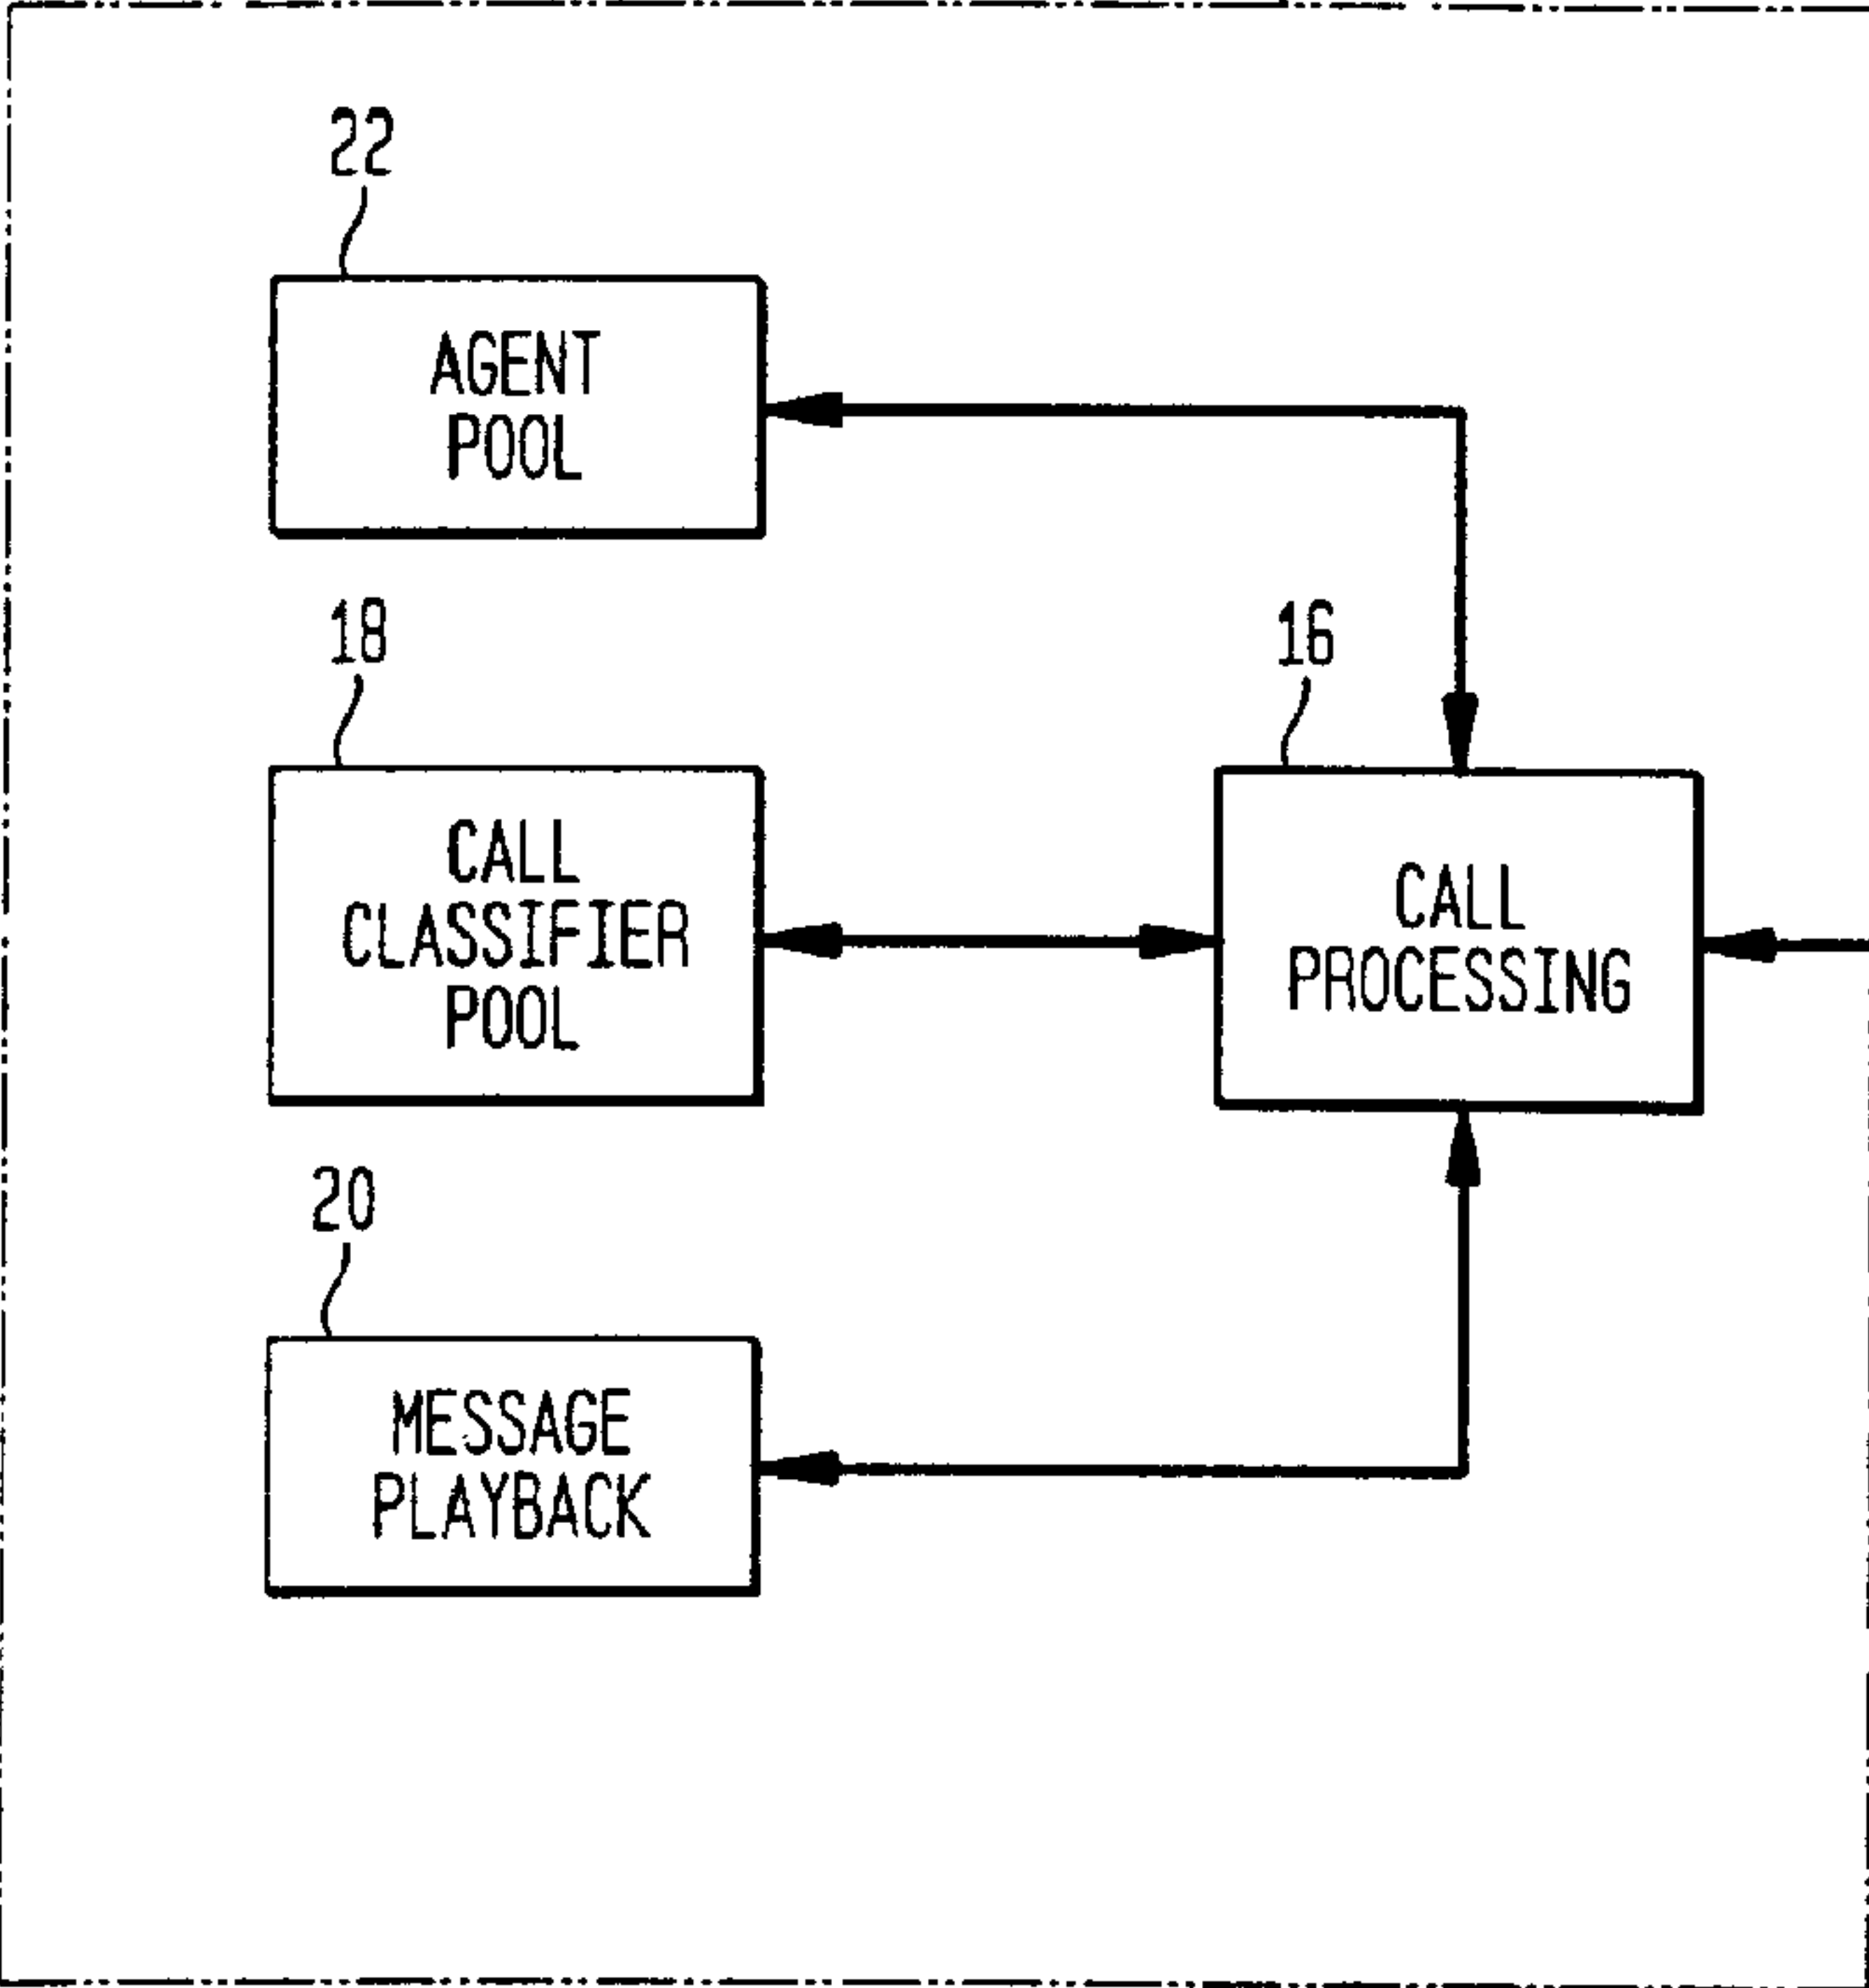 22
AGENT
POOL
18
CALL
CLASSIFIER
POOL
16
CALL
PROCESSING
20
MESSAGE
PLAYBACK